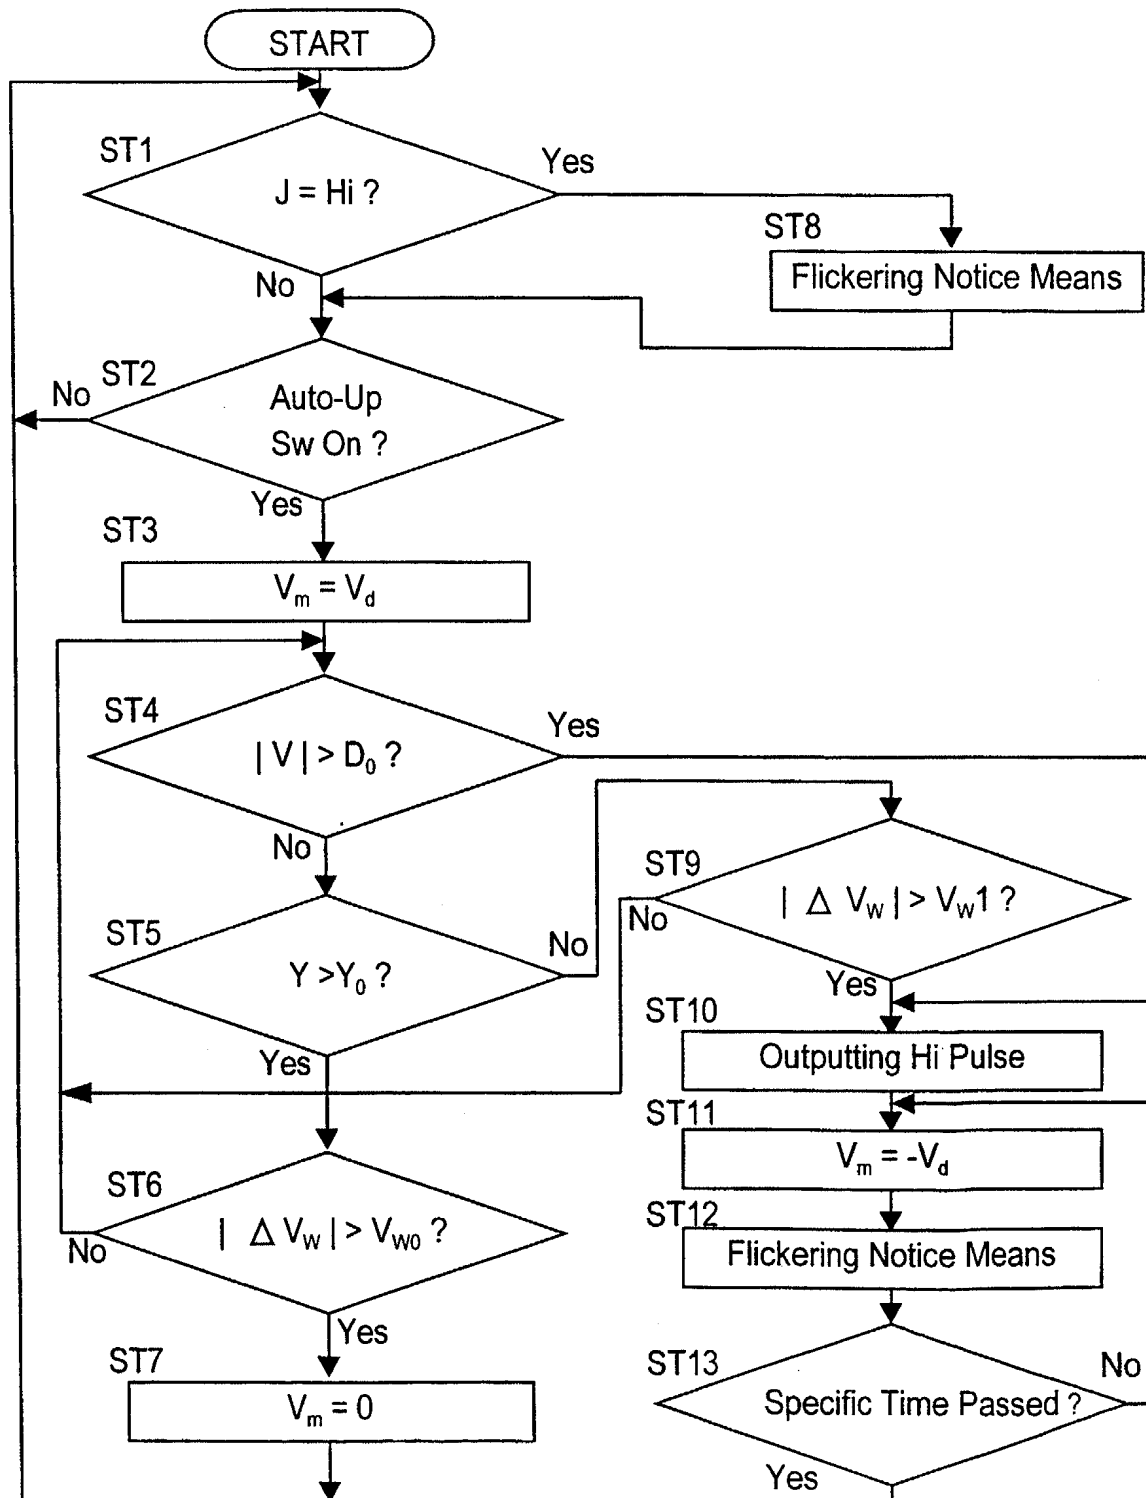 START
ST1
J = Hi ?
Yes
No
ST8
Flickering Notice Means
ST2
No
Auto-Up
Sw On ?
Yes
ST3
Vm = Vd
ST4
| V | > D0 ?
Yes
No
ST5
Y >Y0 ?
No
Yes
ST9
| Δ VW | > VW1 ?
No
Yes
ST10
Outputting Hi Pulse
ST11
Vm = -Vd
ST6
| Δ VW | > VW0 ?
No
Yes
ST12
Flickering Notice Means
ST7
Vm = 0
ST13
Specific Time Passed ?
No
Yes